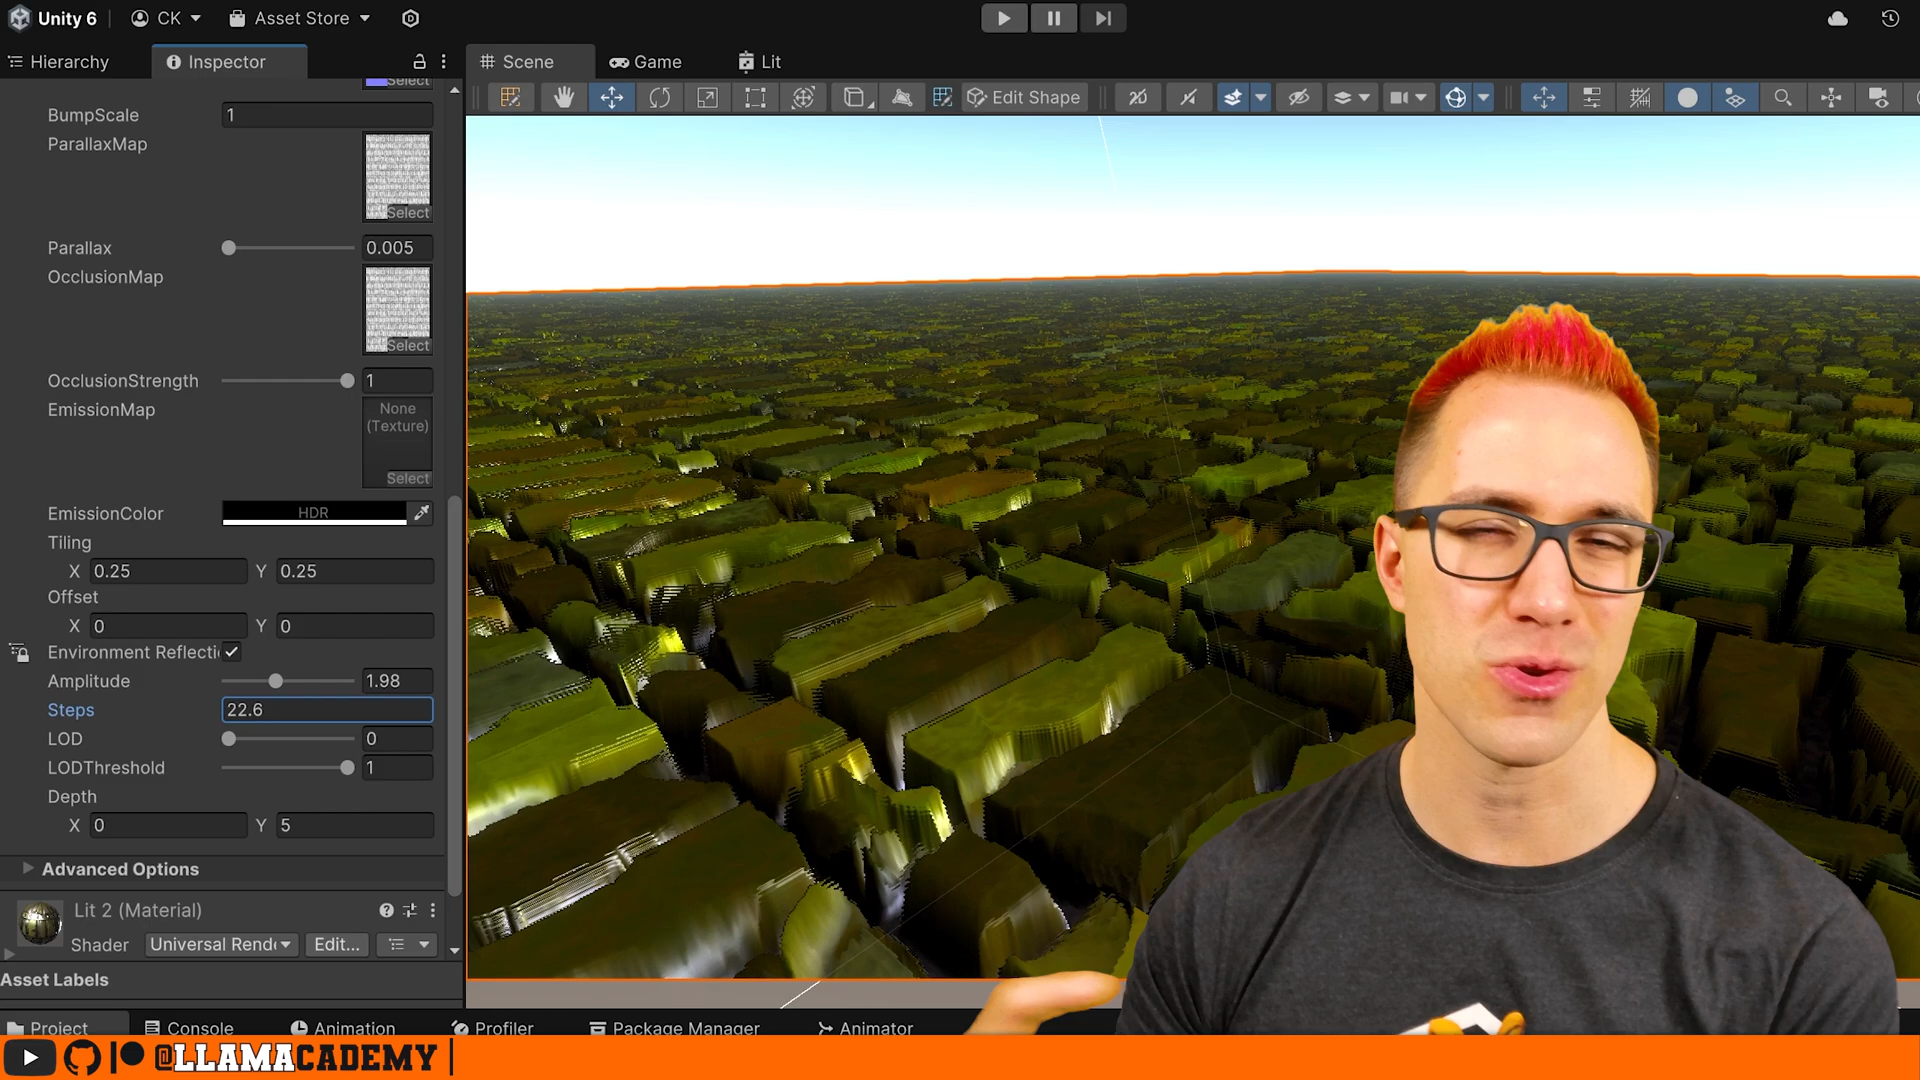 Unity 6
CK
Asset Store
Hierarchy
Inspector
Scene
Game
Lit
Select
Edit Shape
2D
BumpScale
1
ParallaxMap
Select
Parallax
0.005
OcclusionMap
Select
OcclusionStrength
1
EmissionMap
None
(Texture)
Select
EmissionColor
HDR
Tiling
X 0.25 Y 0.25
Offset
X 0 Y 0
Environment Reflecti
Amplitude
1.98
Steps
22.6
LOD
0
LODThreshold
1
Depth
X 0 Y 5
Advanced Options
Lit 2 (Material)
Shader Universal Rend Edit...
Asset Labels
Project
Console
Animation
Profiler
Package Manager
Animator
@LLAMACADEMY